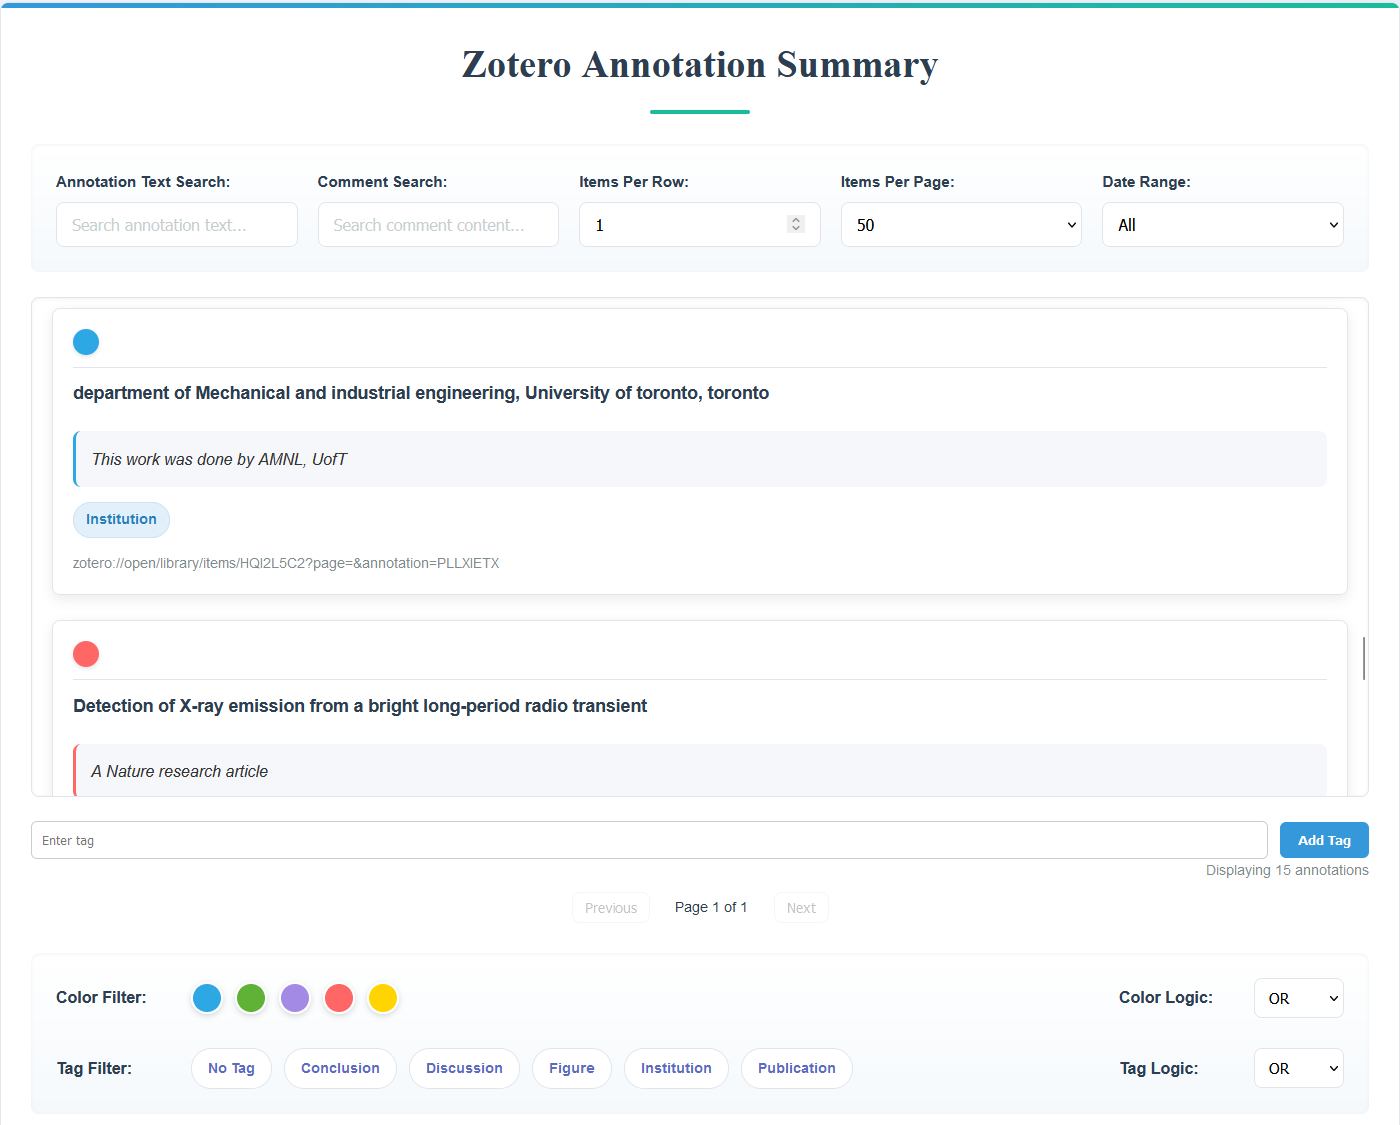 Zotero Annotation Summary
Annotation Text Search: Comment Search: Items Per Row: Items Per Page: Date Range:
Search annotation text... Search comment content... 1 50 All
department of Mechanical and industrial engineering, University of toronto, toronto
This work was done by AMNL, UofT
Institution
zotero://open/library/items/HQI2L5C2?page=&annotation=PLLXIETX
Detection of X-ray emission from a bright long-period radio transient
A Nature research article
Enter tag Add Tag
Displaying 15 annotations
Previous Page 1 of 1 Next
Color Filter: Color Logic: OR
Tag Filter: No Tag Conclusion Discussion Figure Institution Publication Tag Logic: OR